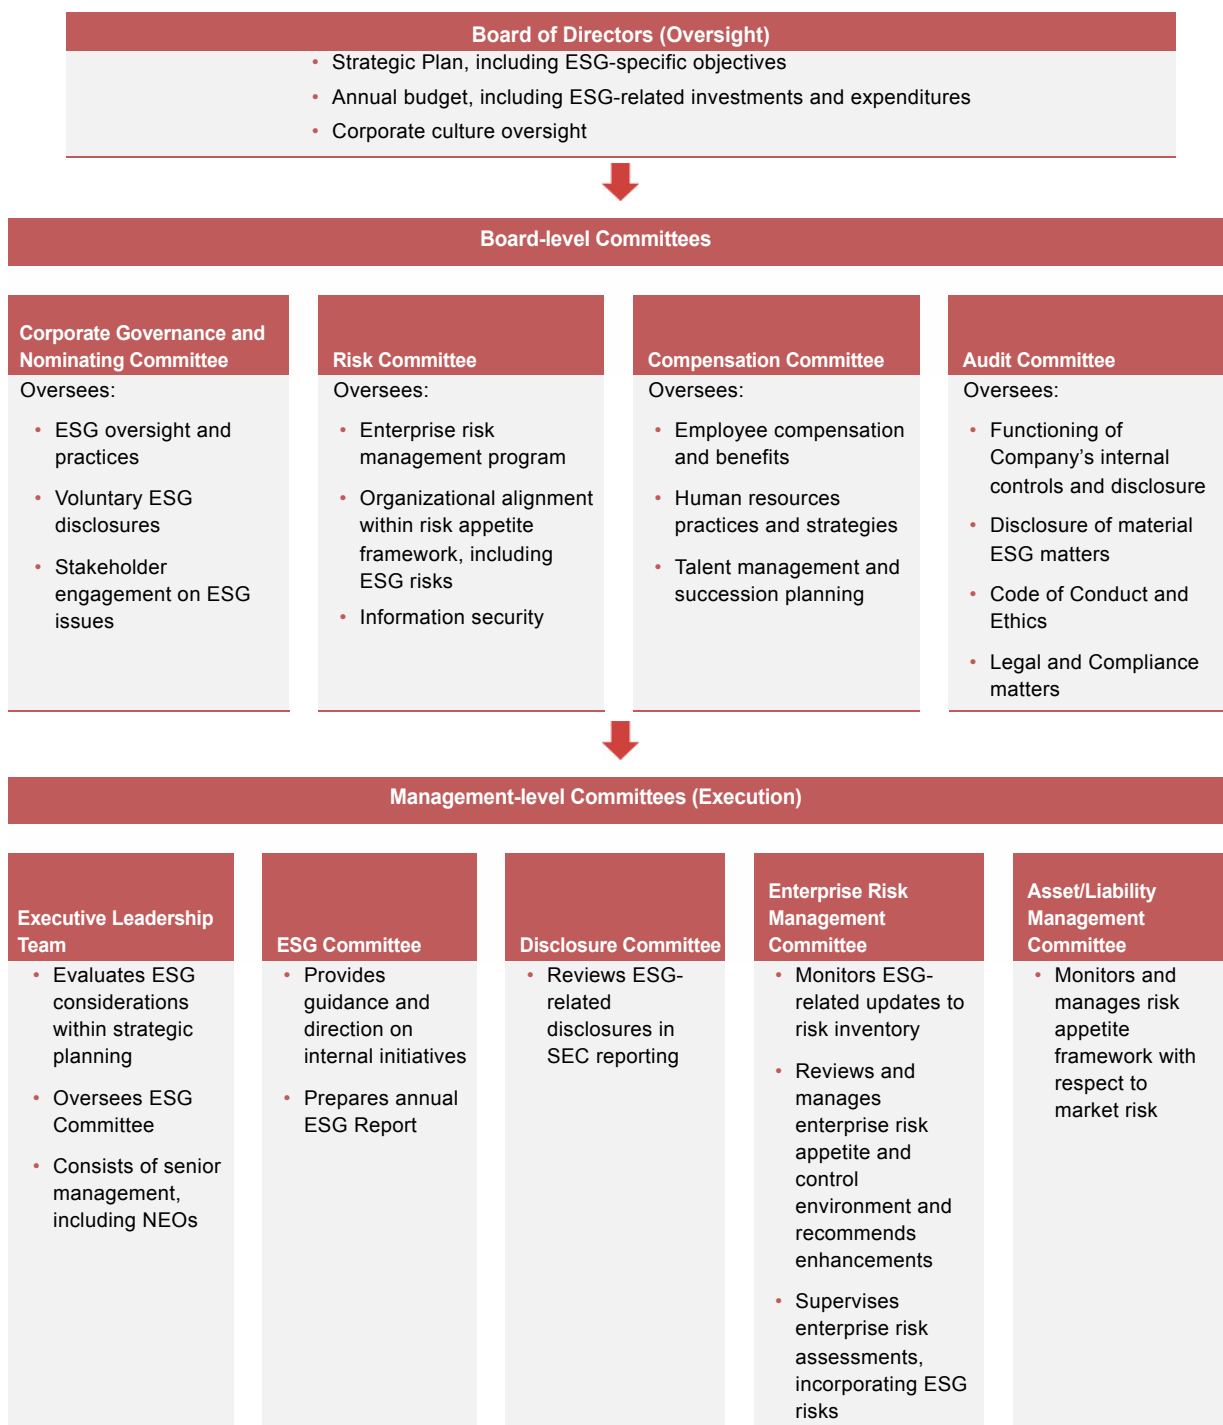 Board of Directors (Oversight)
• Strategic Plan, including ESG-specific objectives
• Annual budget, including ESG-related investments and expenditures
• Corporate culture oversight
Board-level Committees
Corporate Governance and
Nominating Committee
Oversees:
• ESG oversight and
practices
• Voluntary ESG
disclosures
• Stakeholder
engagement on ESG
issues
Risk Committee
Oversees:
• Enterprise risk
management program
• Organizational alignment
within risk appetite
framework, including
ESG risks
• Information security
Compensation Committee
Oversees:
• Employee compensation
and benefits
• Human resources
practices and strategies
• Talent management and
succession planning
Audit Committee
Oversees:
• Functioning of
Company’s internal
controls and disclosure
• Disclosure of material
ESG matters
• Code of Conduct and
Ethics
• Legal and Compliance
matters
Management-level Committees (Execution)
Executive Leadership
Team
• Evaluates ESG
considerations
within strategic
planning
• Oversees ESG
Committee
• Consists of senior
management,
including NEOs
ESG Committee
• Provides
guidance and
direction on
internal initiatives
• Prepares annual
ESG Report
Disclosure Committee
• Reviews ESG-
related
disclosures in
SEC reporting
Enterprise Risk
Management
Committee
• Monitors ESG-
related updates to
risk inventory
• Reviews and
manages
enterprise risk
appetite and
control
environment and
recommends
enhancements
• Supervises
enterprise risk
assessments,
incorporating ESG
risks
Asset/Liability
Management
Committee
• Monitors and
manages risk
appetite
framework with
respect to
market risk